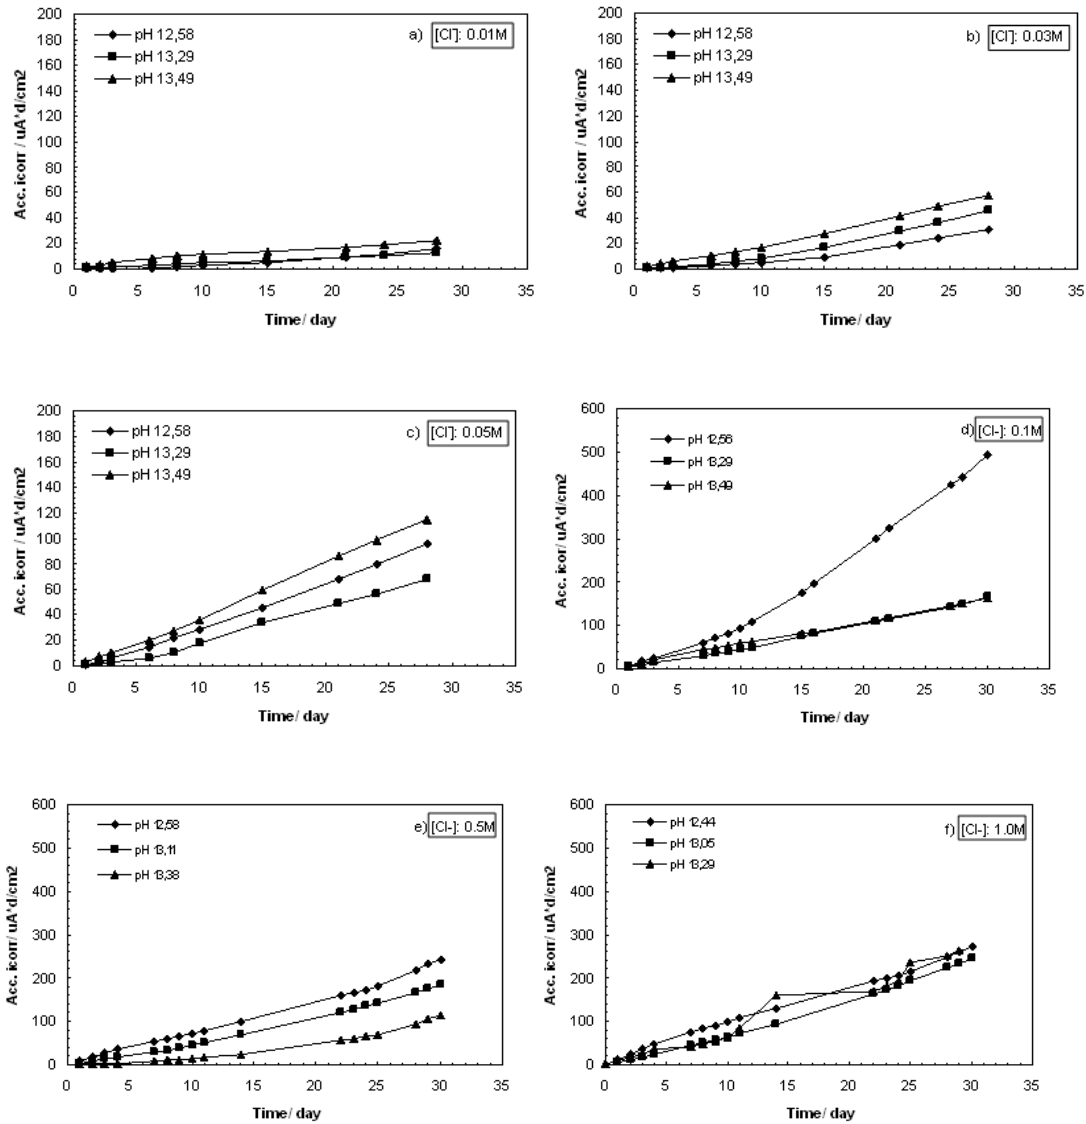 a) [Cl⁻]: 0.01M
pH 12,58
pH 13,29
pH 13,49
Acc. icorr / uA*d/cm2
200
180
160
140
120
100
80
60
40
20
0
0 5 10 15 20 25 30 35
Time/ day
b) [Cl⁻]: 0.03M
pH 12,58
pH 13,29
pH 13,49
Acc. icorr / uA*d/cm2
200
180
160
140
120
100
80
60
40
20
0
0 5 10 15 20 25 30 35
Time/ day
c) [Cl⁻]: 0.05M
pH 12,58
pH 13,29
pH 13,49
Acc. icorr/ uA*d/cm2
200
180
160
140
120
100
80
60
40
20
0
0 5 10 15 20 25 30 35
Time/ day
d) [Cl-]: 0.1M
pH 12,56
pH 13,29
pH 13,49
Acc. icor/ uA*d/cm2
600
500
400
300
200
100
0
0 5 10 15 20 25 30 35
Time/ day
e) [Cl-]: 0.5M
pH 12,58
pH 13,11
pH 13,38
Acc. icorr/ uA*d/cm2
600
500
400
300
200
100
0
0 5 10 15 20 25 30 35
Time/ day
f) [Cl-]: 1.0M
pH 12,44
pH 13,05
pH 13,29
Acc. icorr/ uA*d/cm2
600
500
400
300
200
100
0
0 5 10 15 20 25 30 35
Time/ day